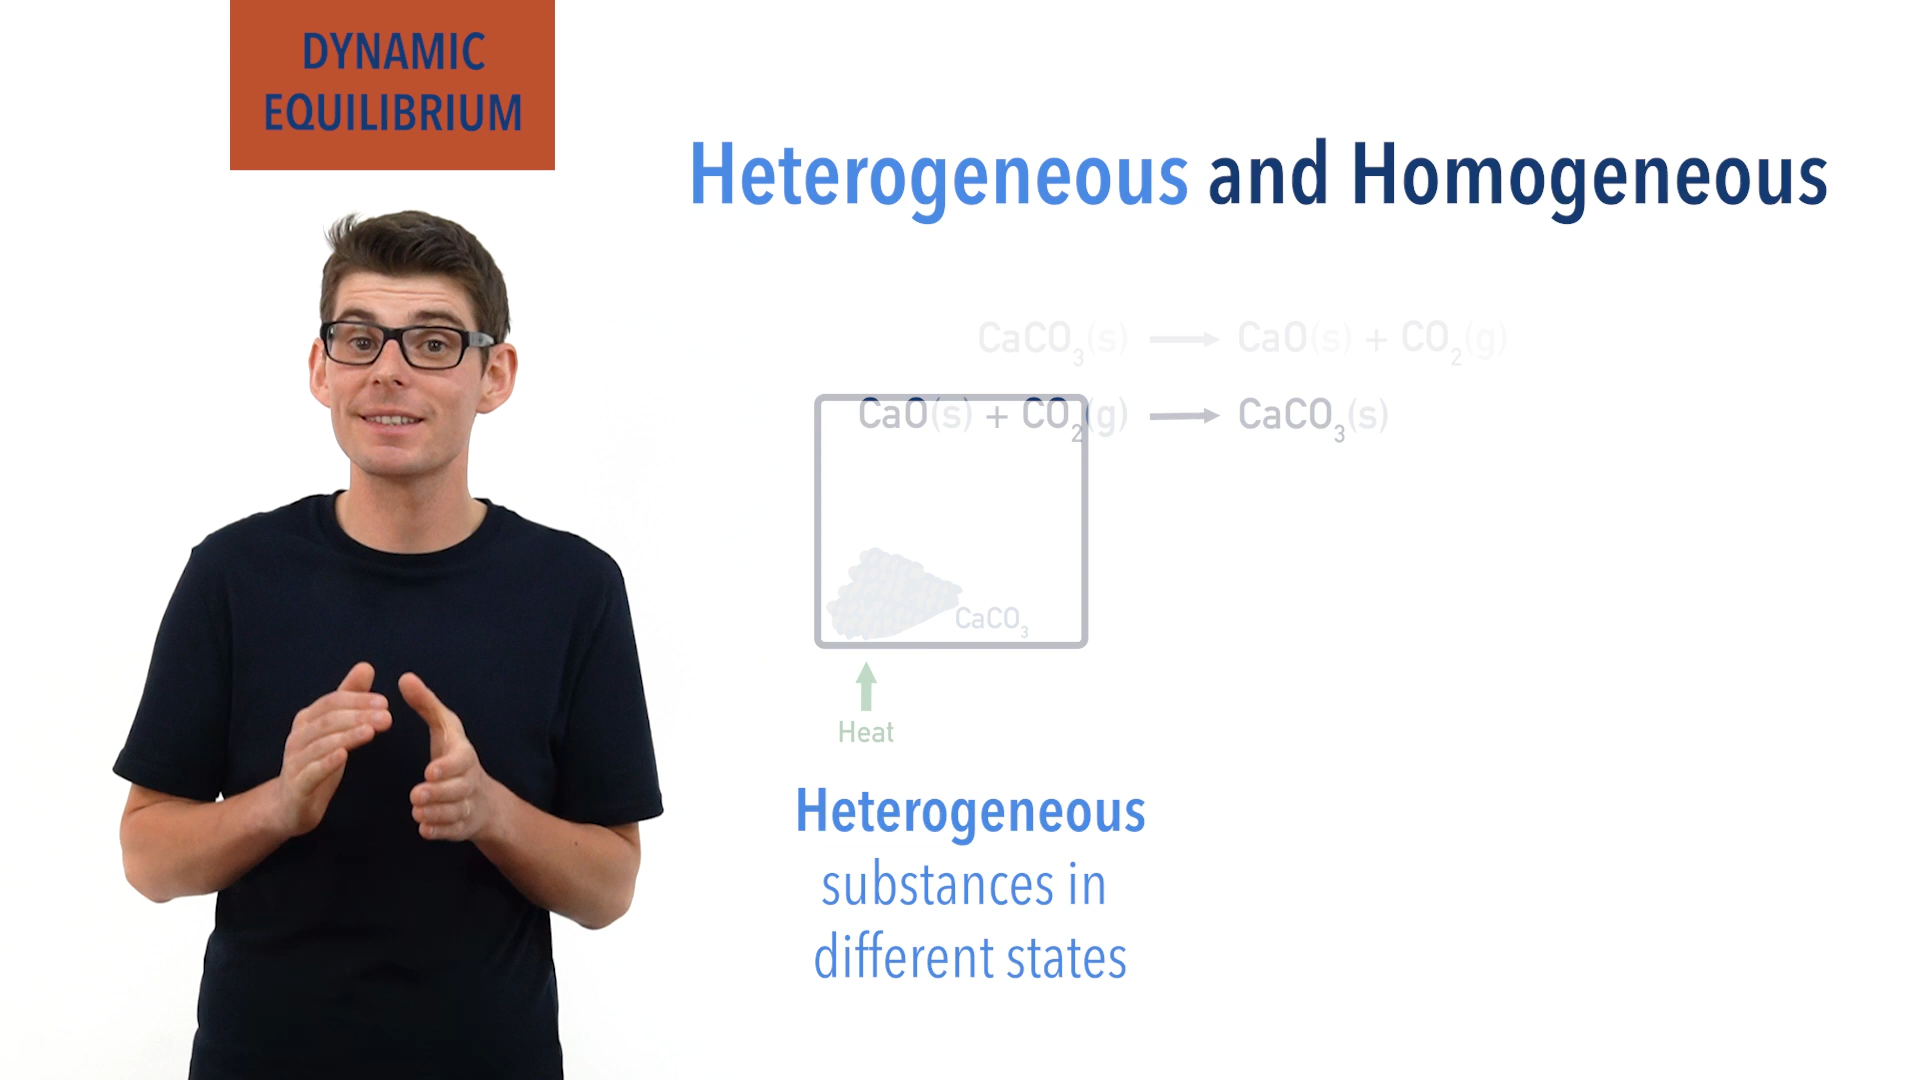 DYNAMIC
EQUILIBRIUM
Heterogeneous and Homogeneous
CaCO₃(s) ⟶ CaO(s) + CO₂(g)
CaO(s) + CO₂(g) ⟶ CaCO₃(s)
CaCO₃
Heat
Heterogeneous
substances in
different states